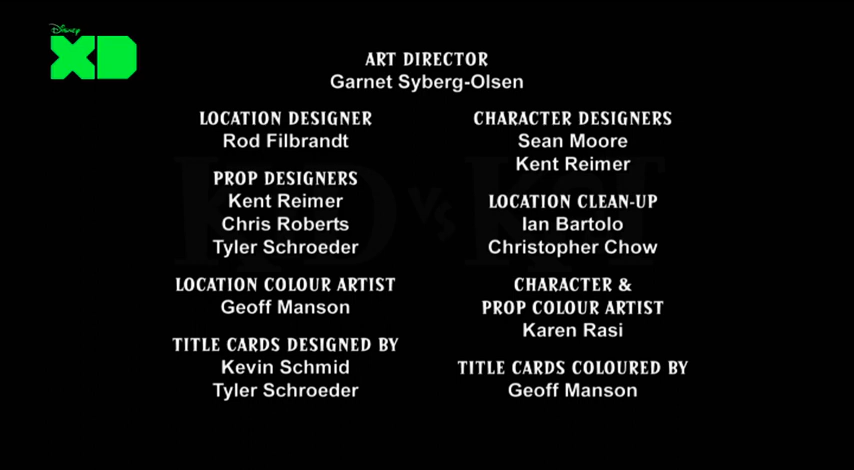 Disney
XD
ART DIRECTOR
Garnet Syberg-Olsen
LOCATION DESIGNER
Rod Filbrandt
PROP DESIGNERS
Kent Reimer
Chris Roberts
Tyler Schroeder
LOCATION COLOUR ARTIST
Geoff Manson
TITLE CARDS DESIGNED BY
Kevin Schmid
Tyler Schroeder
CHARACTER DESIGNERS
Sean Moore
Kent Reimer
LOCATION CLEAN-UP
Ian Bartolo
Christopher Chow
CHARACTER &
PROP COLOUR ARTIST
Karen Rasi
TITLE CARDS COLOURED BY
Geoff Manson
KID VS KAT